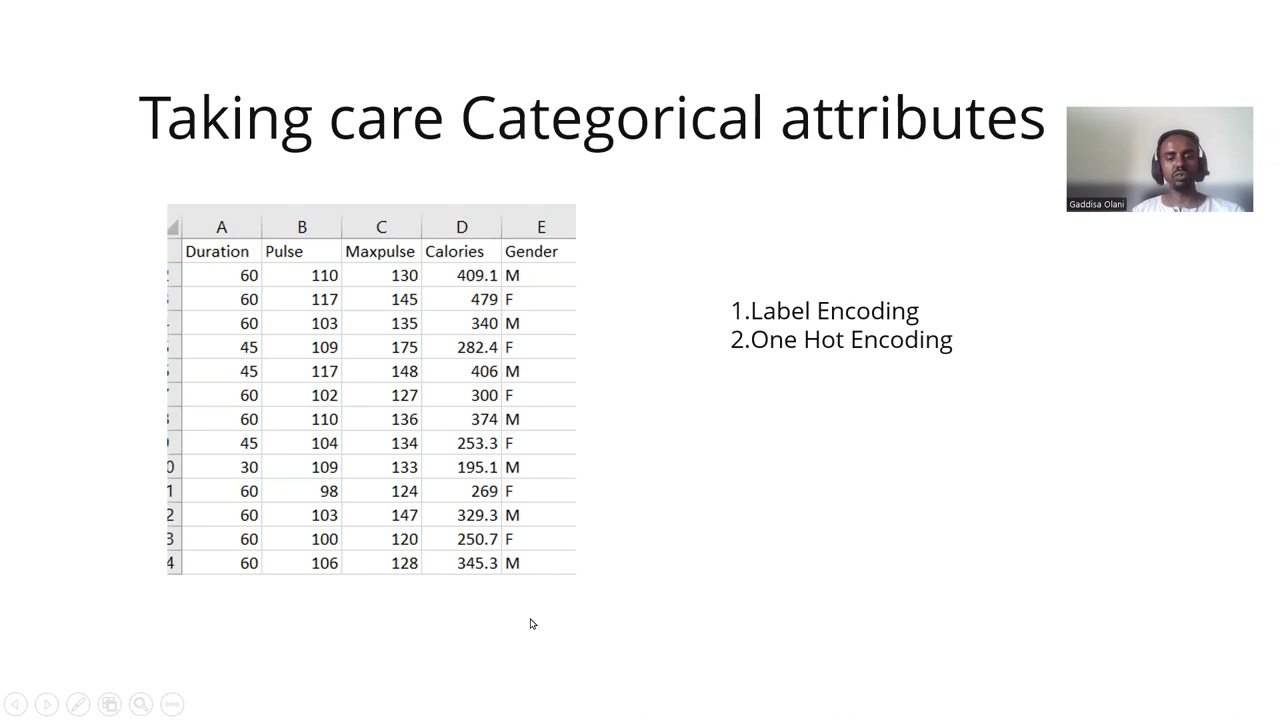 Taking care Categorical attributes
Gaddisa Olani
A B C D E
Duration Pulse Maxpulse Calories Gender
60 110 130 409.1 M
60 117 145 479 F
60 103 135 340 M
45 109 175 282.4 F
45 117 148 406 M
60 102 127 300 F
60 110 136 374 M
45 104 134 253.3 F
30 109 133 195.1 M
60 98 124 269 F
60 103 147 329.3 M
60 100 120 250.7 F
60 106 128 345.3 M
1.Label Encoding
2.One Hot Encoding